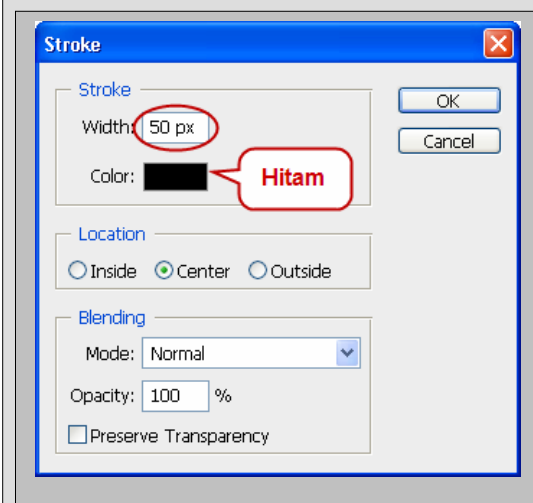 Stroke
Stroke
OK
Width: 50 px
Cancel
Color:
Hitam
Location
Inside Center Outside
Blending
Mode: Normal
Opacity: 100 %
Preserve Transparency